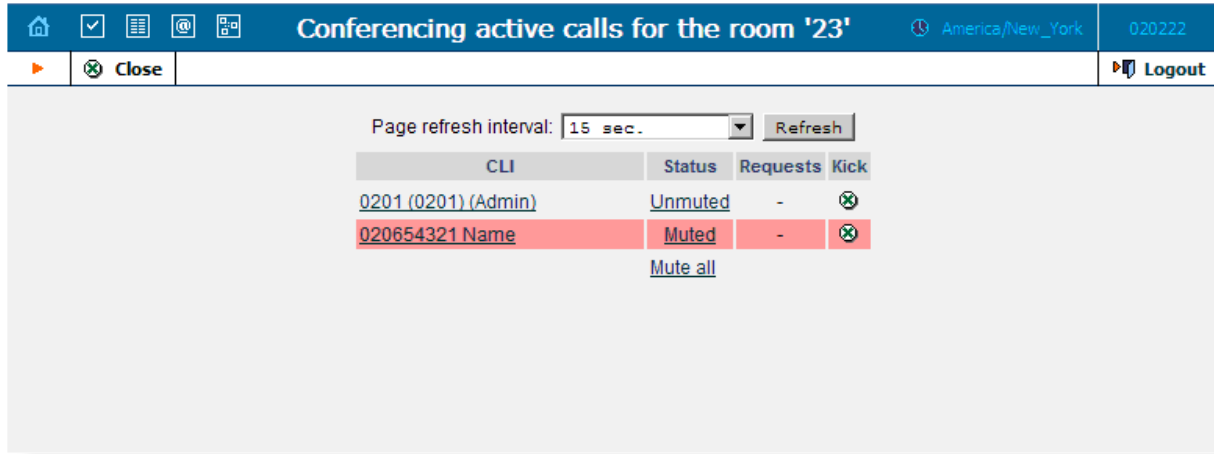 Conferencing active calls for the room '23' America/New_York 020222
Close Logout
Page refresh interval: 15 sec. Refresh
CLI Status Requests Kick
0201 (0201) (Admin) Unmuted -
020654321 Name Muted -
Mute all